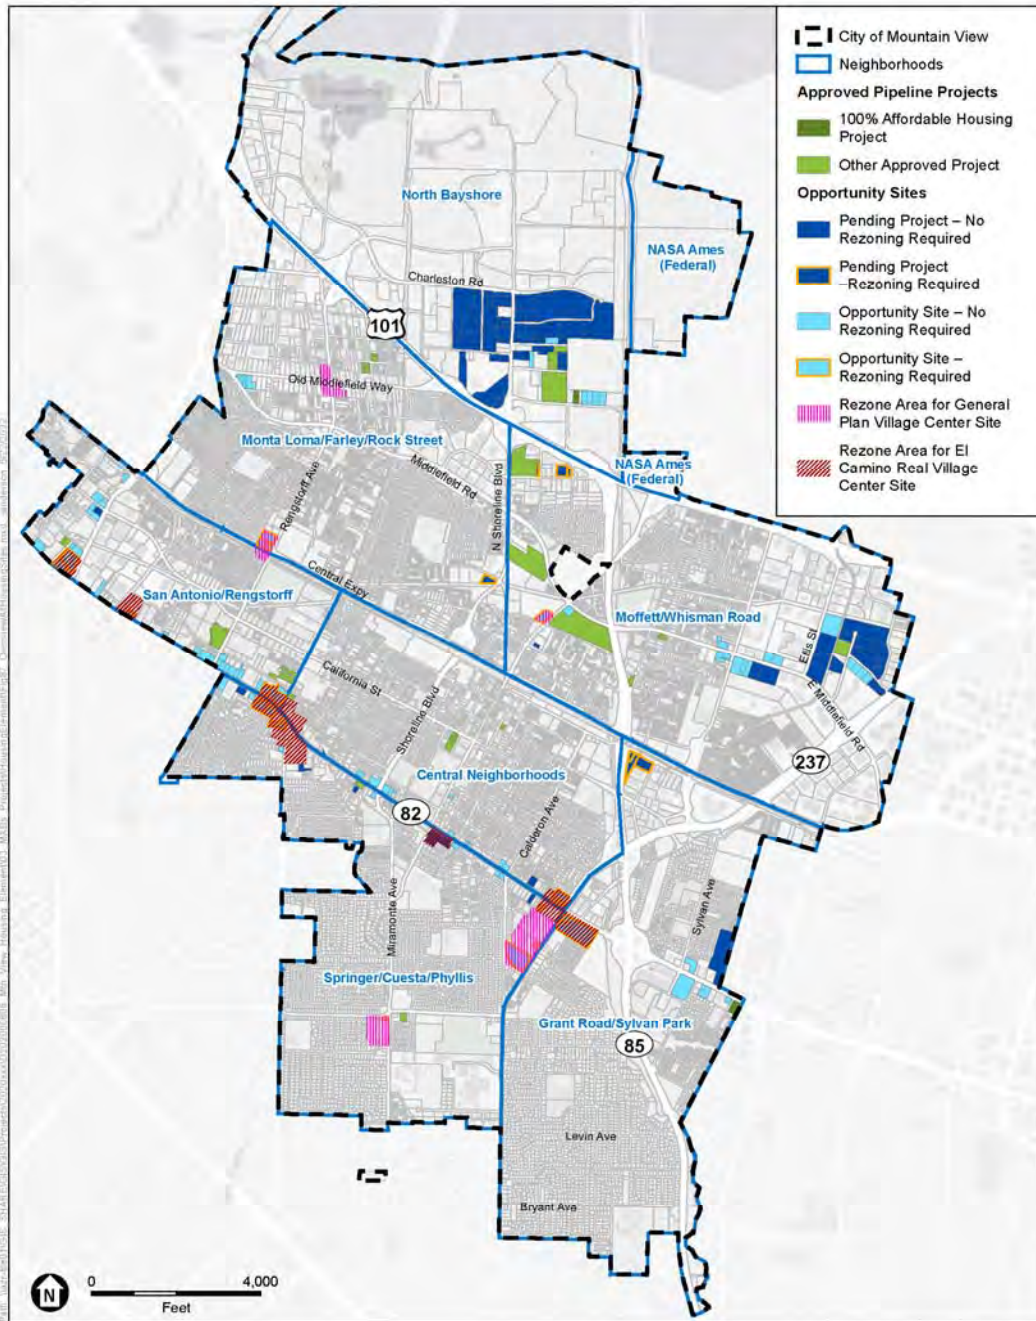 City of Mountain View
Neighborhoods
Approved Pipeline Projects
100% Affordable Housing
Project
Other Approved Project
Opportunity Sites
Pending Project – No
Rezoning Required
Pending Project
–Rezoning Required
Opportunity Site – No
Rezoning Required
Opportunity Site –
Rezoning Required
Rezone Area for General
Plan Village Center Site
Rezone Area for El
Camino Real Village
Center Site
North Bayshore
NASA Ames
(Federal)
Charleston Rd
101
Old Middlefield Way
Monta Loma/Farley/Rock Street
Middlefield Rd
NASA Ames
(Federal)
N Shoreline Blvd
Rengstorff Ave
Central Expy
San Antonio/Rengstorff
Moffett/Whisman Road
Ellis St
E Middlefield Rd
California St
Shoreline Blvd
237
Central Neighborhoods
82
Calderon Ave
Miramonte Ave
Sylvan Ave
Springer/Cuesta/Phyllis
Grant Road/Sylvan Park
85
Levin Ave
Bryant Ave
N
0 4,000
Feet